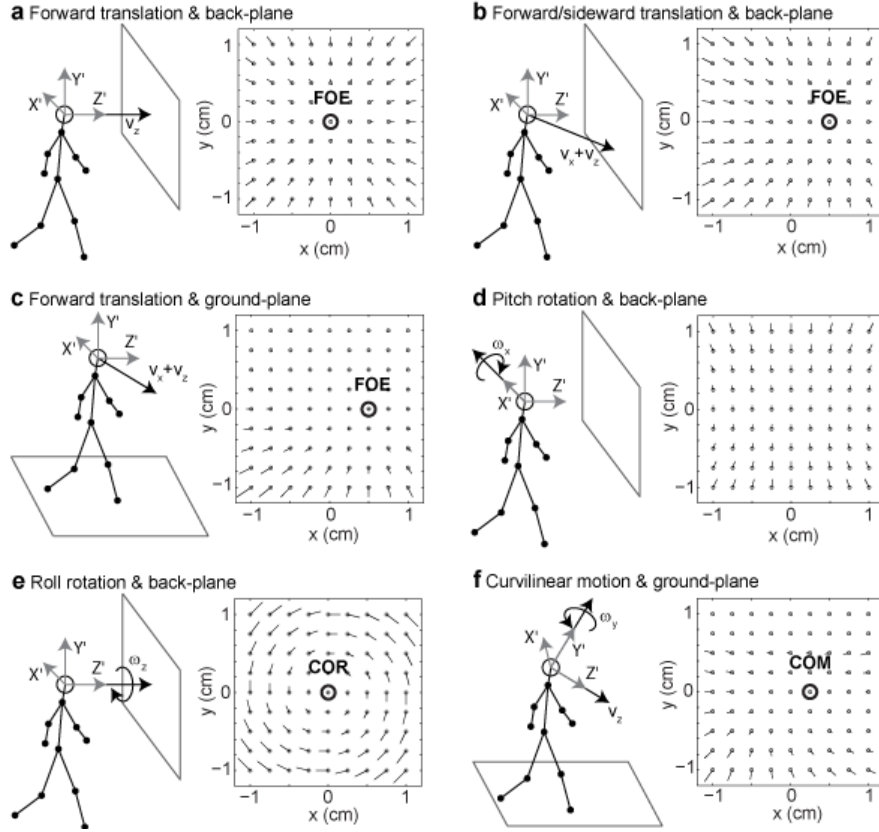 a Forward translation & back-plane
Y'
X'
Z'
v_z
y (cm)
1
0
−1
FOE
−1
0
1
x (cm)
b Forward/sideward translation & back-plane
Y'
X'
Z'
v_x+v_z
y (cm)
1
0
−1
FOE
−1
0
1
x (cm)
c Forward translation & ground-plane
Y'
X'
Z'
v_x+v_z
y (cm)
1
0
−1
FOE
−1
0
1
x (cm)
d Pitch rotation & back-plane
ω_x
Y'
X'
Z'
y (cm)
1
0
−1
−1
0
1
x (cm)
e Roll rotation & back-plane
Y'
X'
Z'
ω_z
y (cm)
1
0
−1
COR
−1
0
1
x (cm)
f Curvilinear motion & ground-plane
ω_y
X'
Y'
Z'
v_z
y (cm)
1
0
−1
COM
−1
0
1
x (cm)